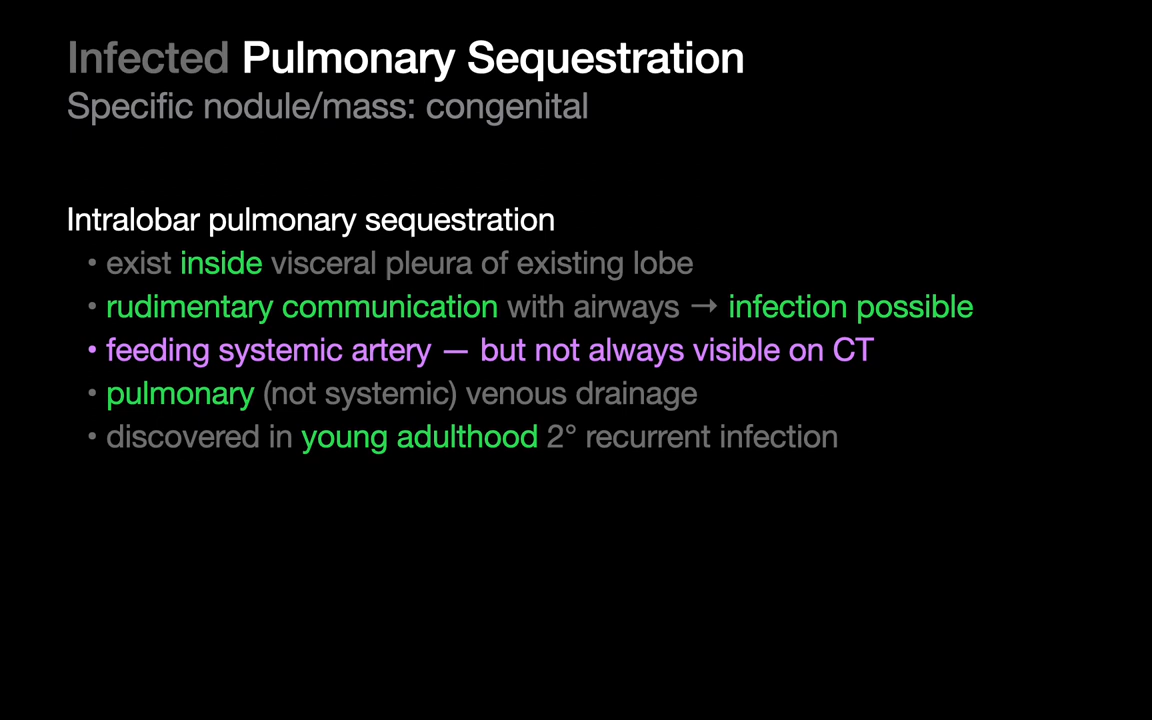 Infected Pulmonary Sequestration
Specific nodule/mass: congenital
Intralobar pulmonary sequestration
• exist inside visceral pleura of existing lobe
• rudimentary communication with airways → infection possible
• feeding systemic artery — but not always visible on CT
• pulmonary (not systemic) venous drainage
• discovered in young adulthood 2° recurrent infection